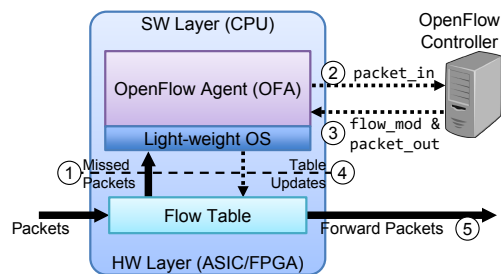 SW Layer (CPU)
OpenFlow
Controller
OpenFlow Agent (OFA)
2 packet_in
3 flow_mod &
packet_out
Light-weight OS
1 Missed
Packets
Table 4
Updates
Flow Table
Packets
Forward Packets 5
HW Layer (ASIC/FPGA)